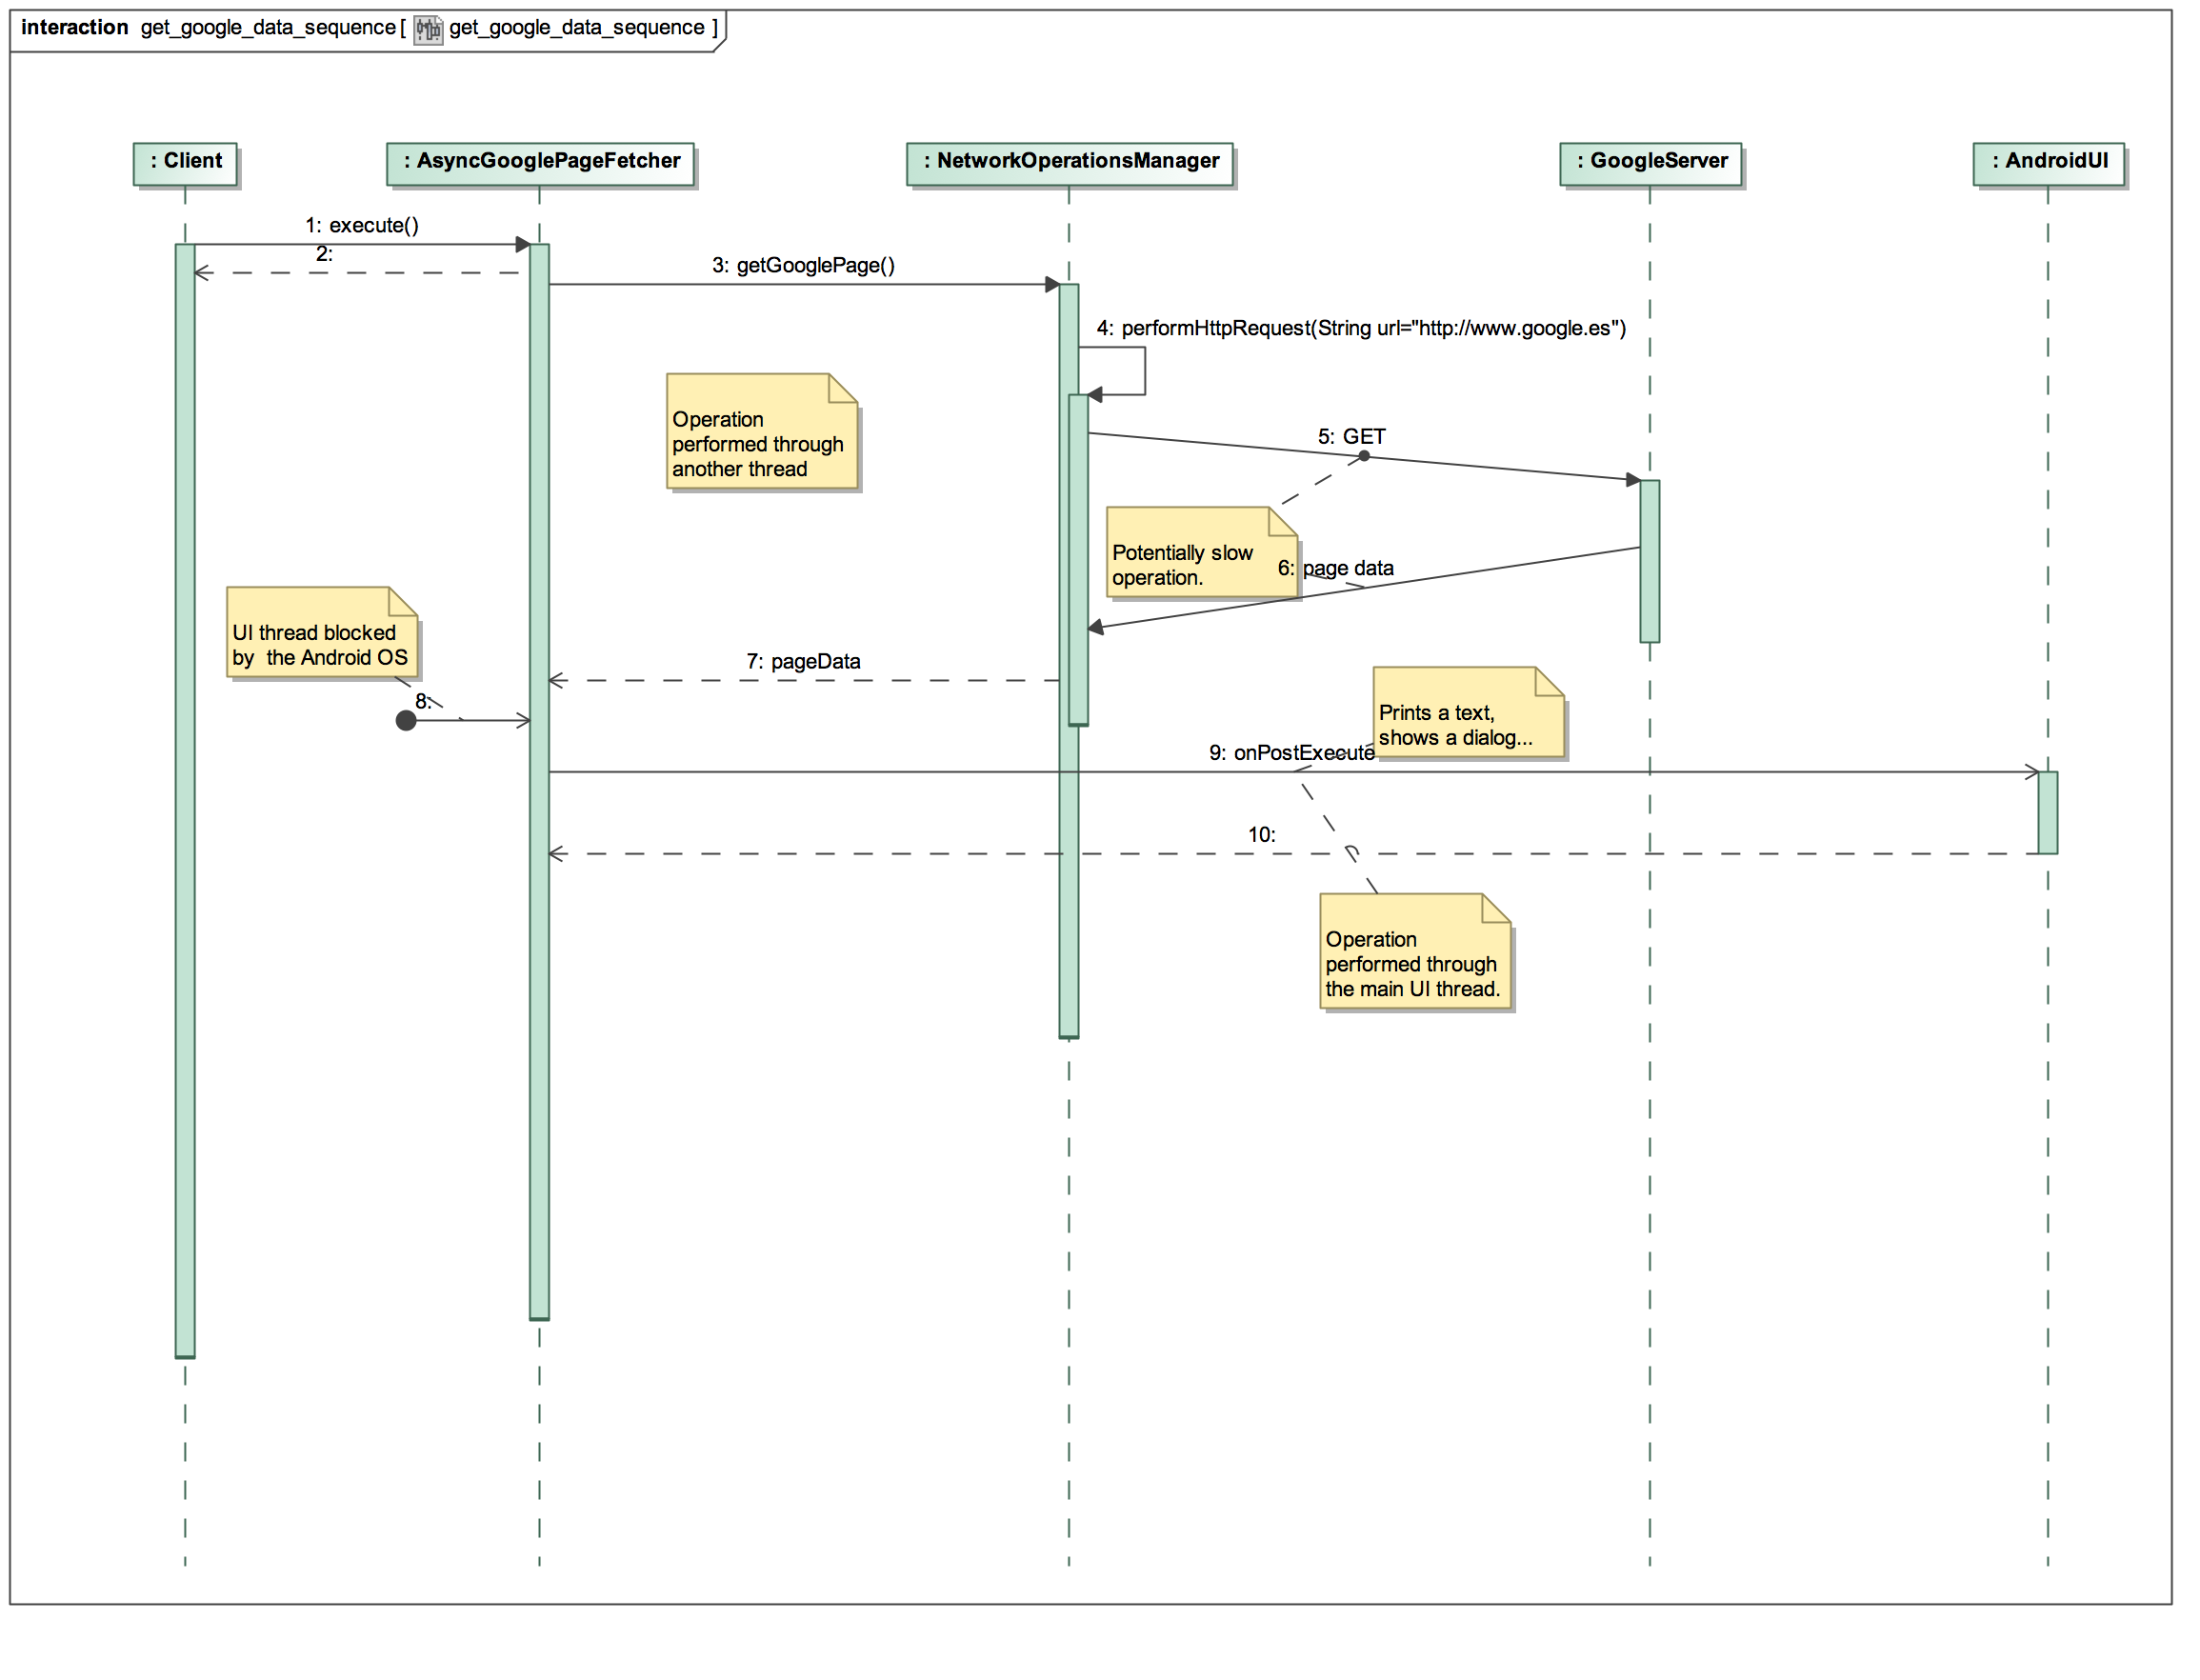 interaction get_google_data_sequence[ get_google_data_sequence ]
: Client
: AsyncGooglePageFetcher
: NetworkOperationsManager
: GoogleServer
: AndroidUI
1: execute()
2:
3: getGooglePage()
4: performHttpRequest(String url="http://www.google.es")
Operation
performed through
another thread
5: GET
Potentially slow
operation.
6: page data
UI thread blocked
by  the Android OS
7: pageData
8:
Prints a text,
shows a dialog...
9: onPostExecute
10:
Operation
performed through
the main UI thread.